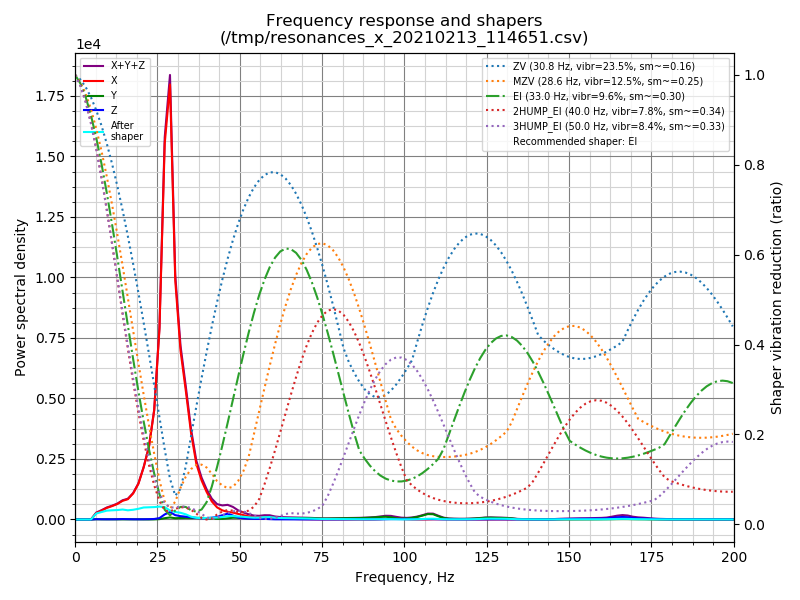 Frequency response and shapers
(/tmp/resonances_x_20210213_114651.csv)
1e4
X+Y+Z
X
Y
Z
After
shaper
ZV (30.8 Hz, vibr=23.5%, sm~=0.16)
MZV (28.6 Hz, vibr=12.5%, sm~=0.25)
EI (33.0 Hz, vibr=9.6%, sm~=0.30)
2HUMP_EI (40.0 Hz, vibr=7.8%, sm~=0.34)
3HUMP_EI (50.0 Hz, vibr=8.4%, sm~=0.33)
Recommended shaper: EI
Power spectral density
1.75
1.50
1.25
1.00
0.75
0.50
0.25
0.00
1.0
0.8
0.6
0.4
0.2
0.0
Shaper vibration reduction (ratio)
0 25 50 75 100 125 150 175 200
Frequency, Hz